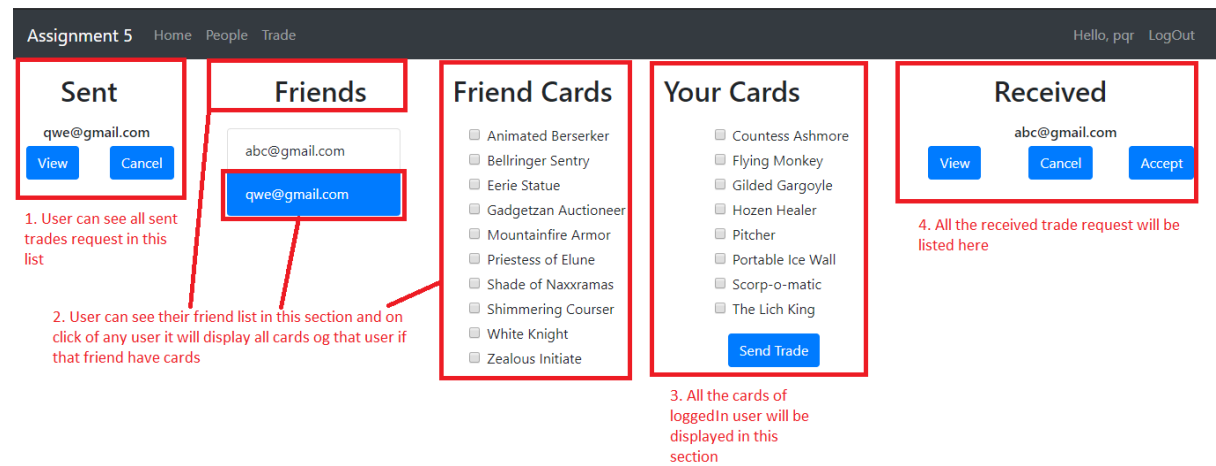 Assignment 5 Home People Trade Hello, pqr LogOut
Sent
qwe@gmail.com
View Cancel
1. User can see all sent
trades request in this
list
Friends
abc@gmail.com
qwe@gmail.com
2. User can see their friend list in this section and on
click of any user it will display all cards og that user if
that friend have cards
Friend Cards
Animated Berserker
Bellringer Sentry
Eerie Statue
Gadgetzan Auctioneer
Mountainfire Armor
Priestess of Elune
Shade of Naxxramas
Shimmering Courser
White Knight
Zealous Initiate
Your Cards
Countess Ashmore
Flying Monkey
Gilded Gargoyle
Hozen Healer
Pitcher
Portable Ice Wall
Scorp-o-matic
The Lich King
Send Trade
3. All the cards of
loggedIn user will be
displayed in this
section
Received
abc@gmail.com
View Cancel Accept
4. All the received trade request will be
listed here